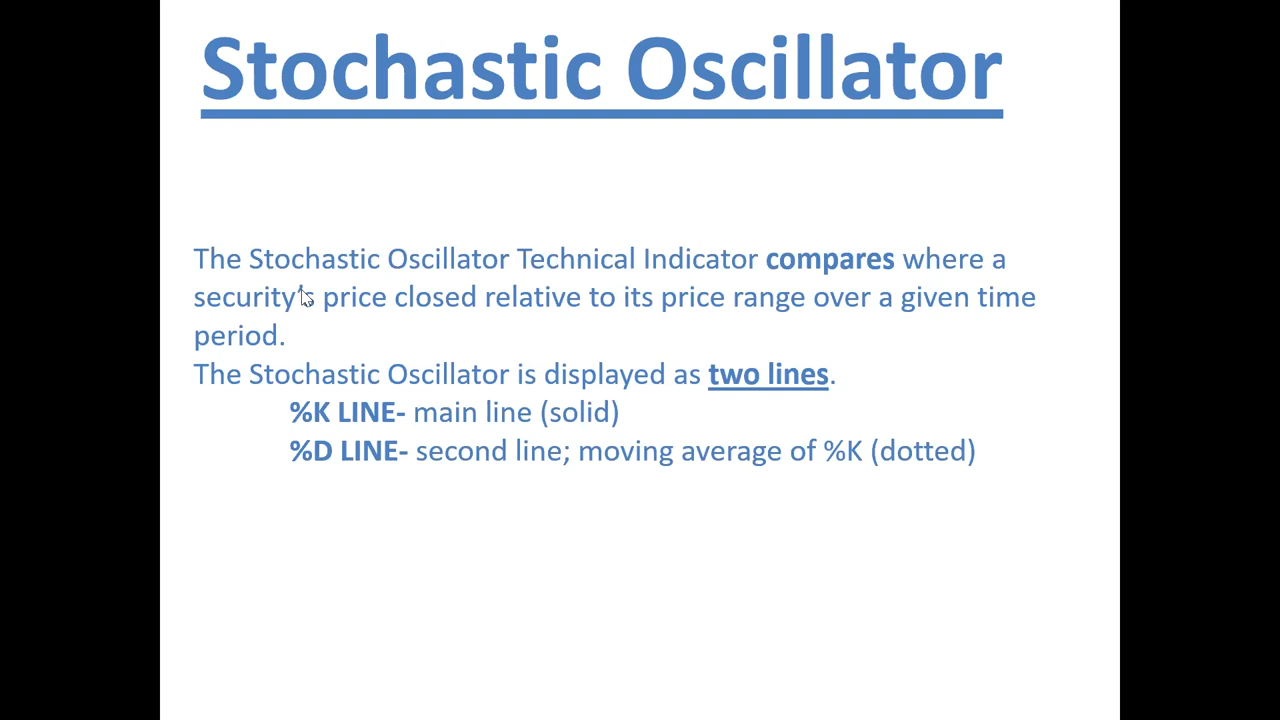 Stochastic Oscillator
The Stochastic Oscillator Technical Indicator compares where a
security's price closed relative to its price range over a given time
period.
The Stochastic Oscillator is displayed as two lines.
%K LINE- main line (solid)
%D LINE- second line; moving average of %K (dotted)